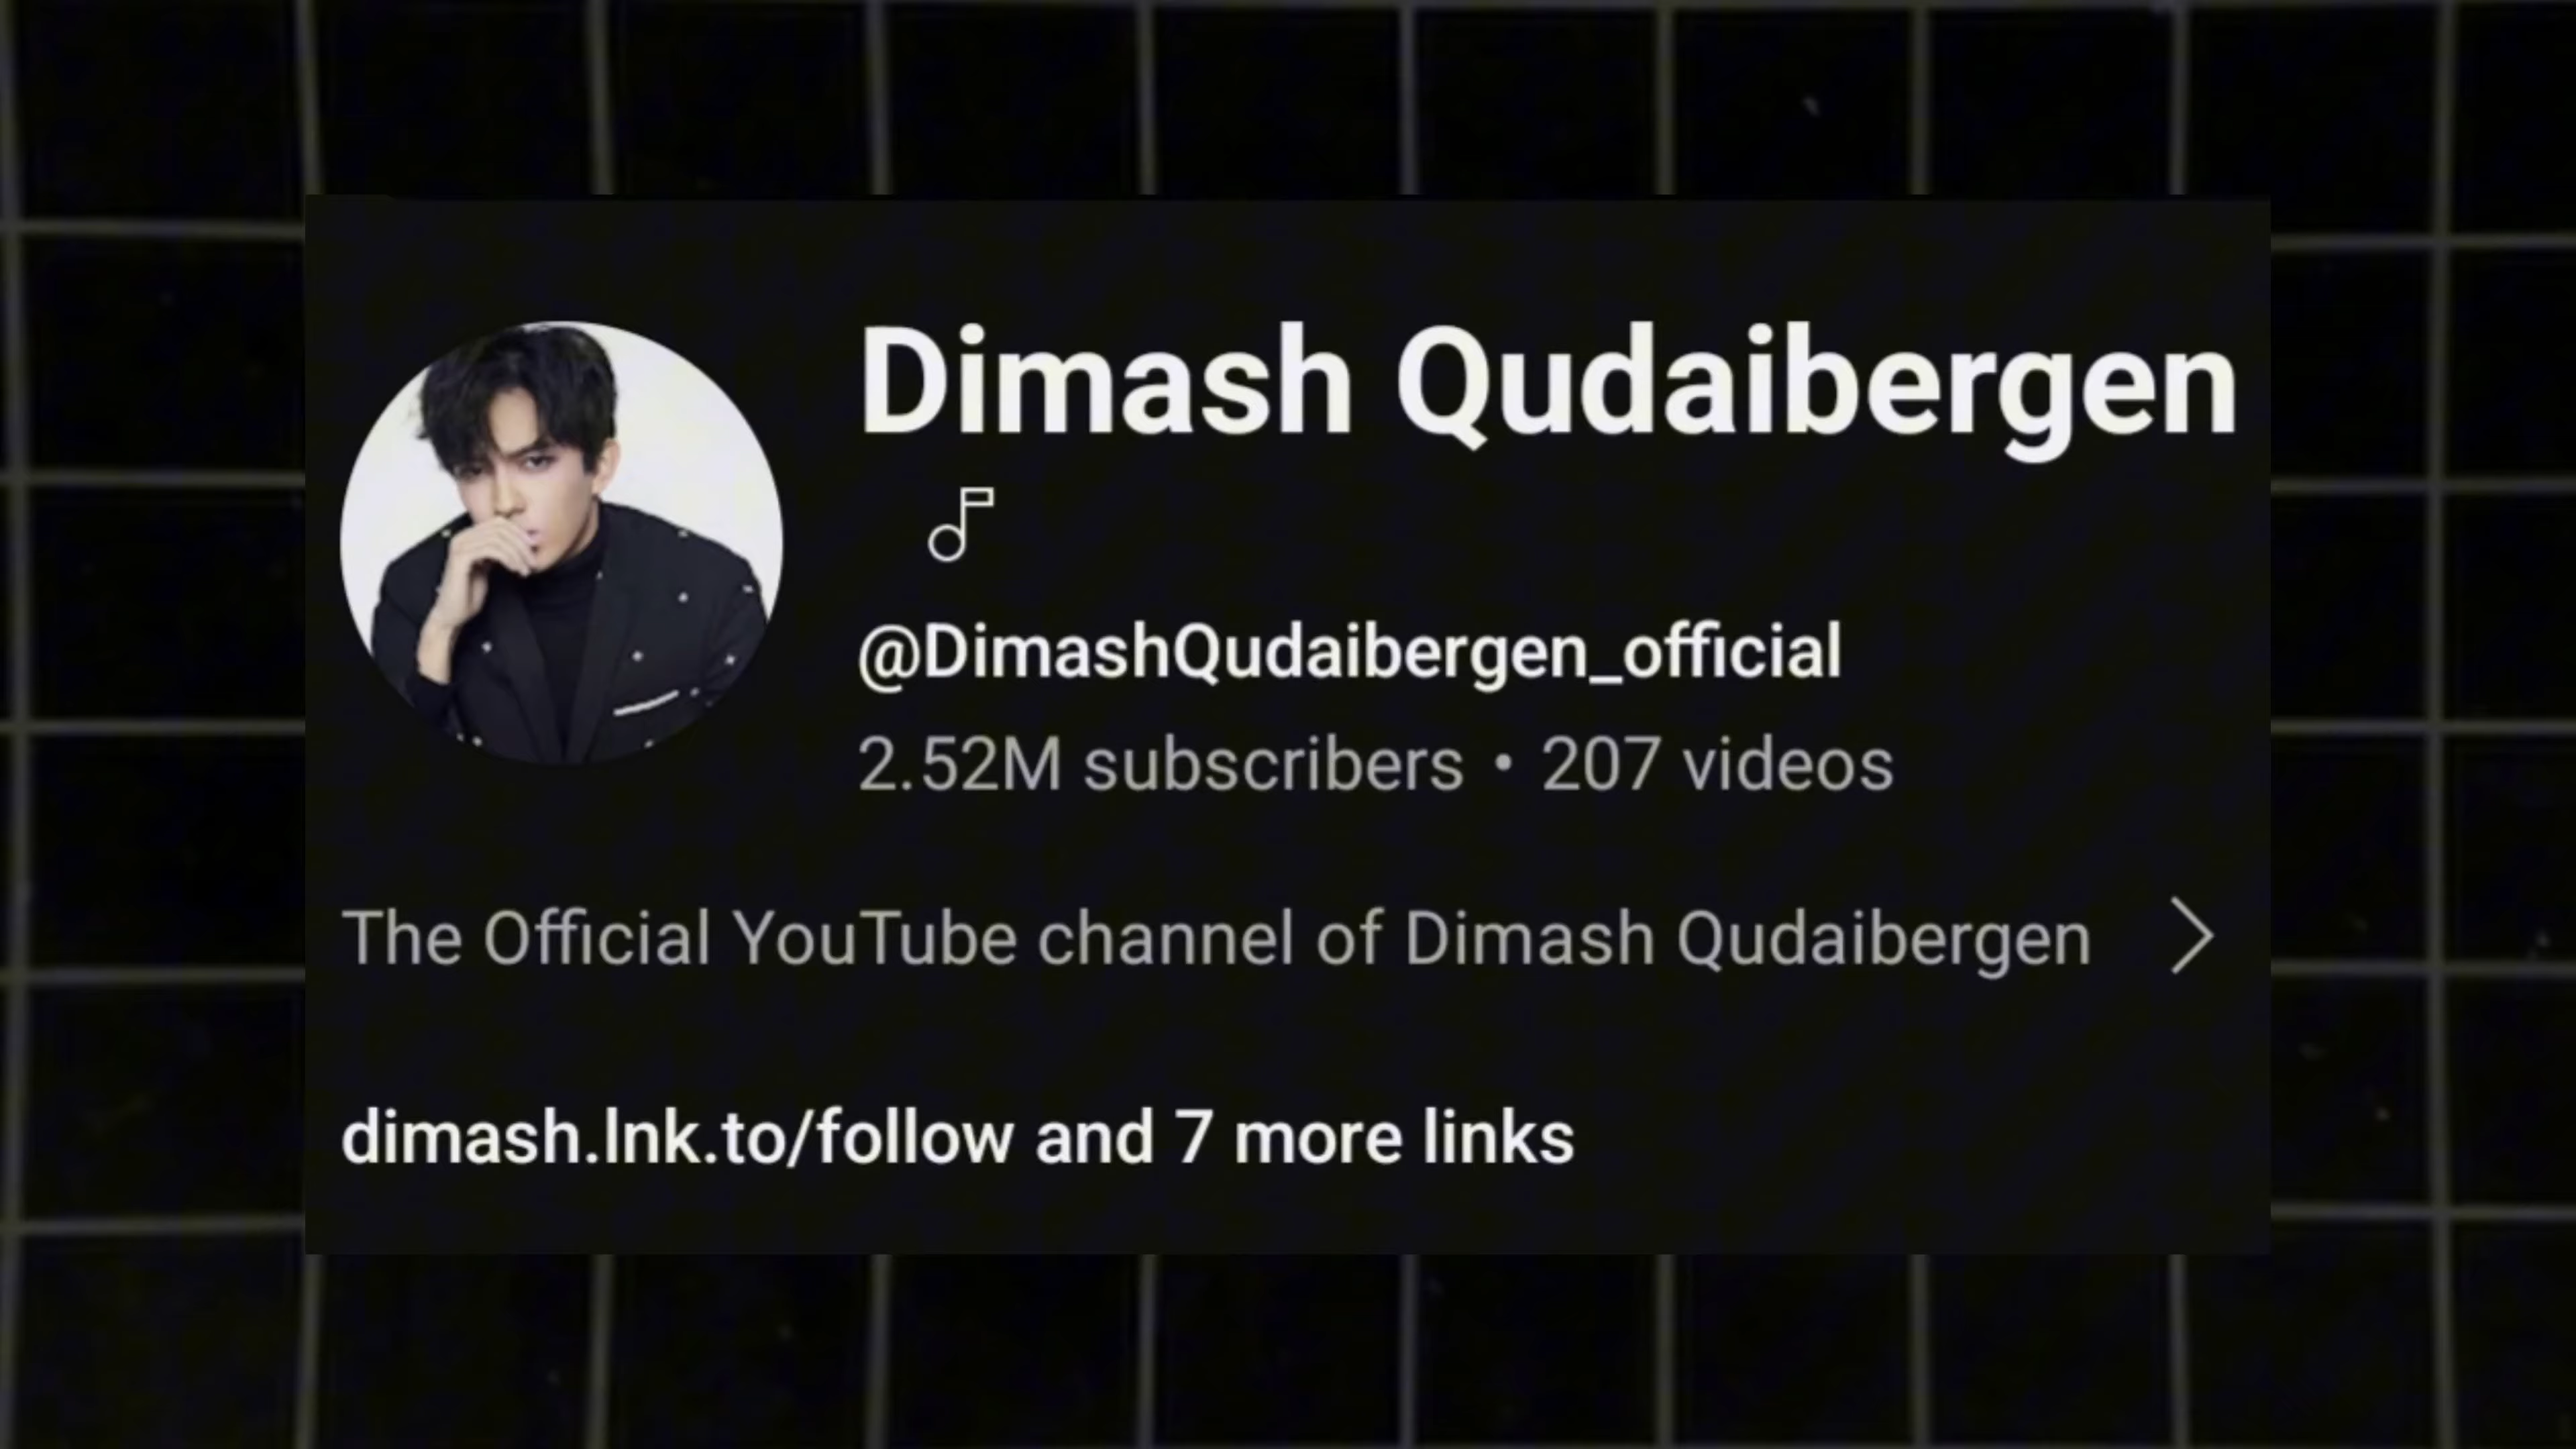 Dimash Qudaibergen
@DimashQudaibergen_official
2.52M subscribers • 207 videos
The Official YouTube channel of Dimash Qudaibergen
dimash.lnk.to/follow and 7 more links